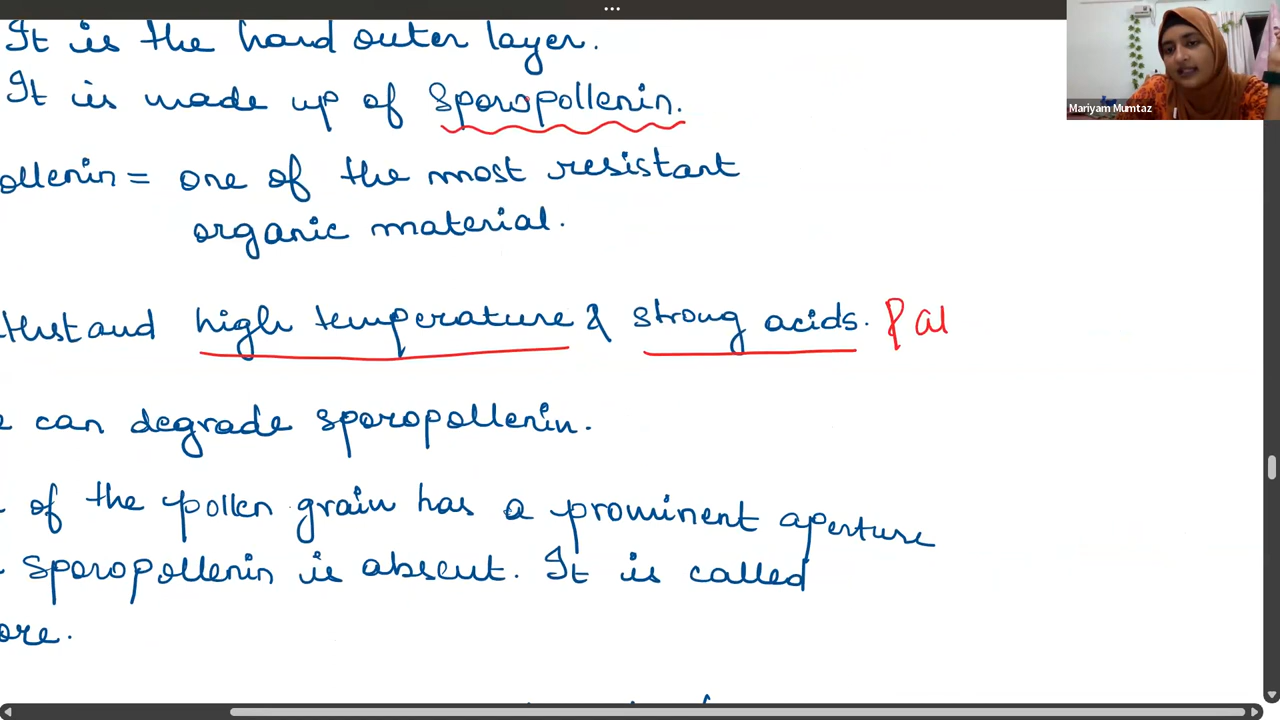 It is the hard outer layer.
It is made up of Sporopollenin.
Mariyam Mumtaz
ollenin = one of the most resistant
organic material.
thstand high temperature & strong acids. & al
e can degrade sporopollenin.
of the pollen grain has a prominent aperture
sporopollenin is absent. It is called
ore.